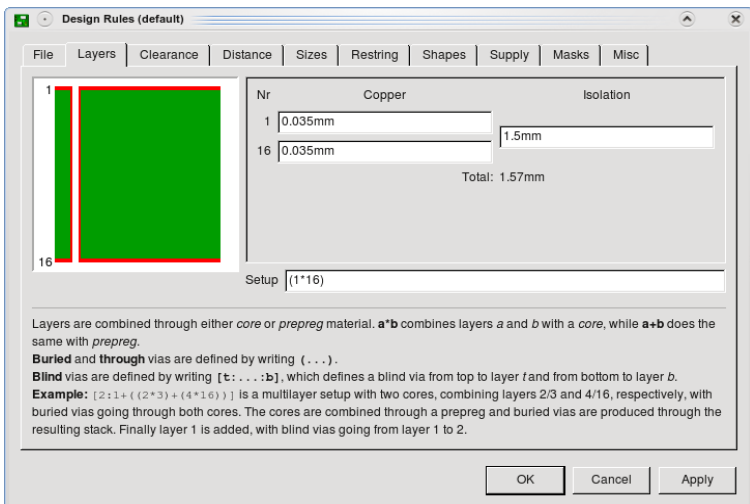 Design Rules (default)
File Layers Clearance Distance Sizes Restring Shapes Supply Masks Misc
Nr Copper Isolation
1
1 0.035mm
1.5mm
16 0.035mm
Total: 1.57mm
16
Setup (1*16)
Layers are combined through either core or prepreg material. a*b combines layers a and b with a core, while a+b does the
same with prepreg.
Buried and through vias are defined by writing (...).
Blind vias are defined by writing [t:...:b], which defines a blind via from top to layer t and from bottom to layer b.
Example: [2:1+((2*3)+(4*16))] is a multilayer setup with two cores, combining layers 2/3 and 4/16, respectively, with
buried vias going through both cores. The cores are combined through a prepreg and buried vias are produced through the
resulting stack. Finally layer 1 is added, with blind vias going from layer 1 to 2.
OK Cancel Apply